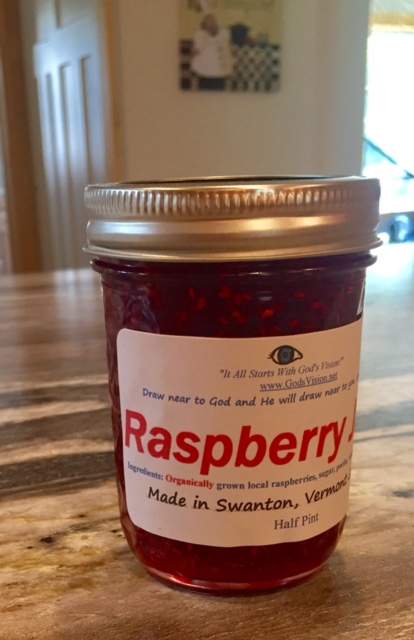 "It All Starts With God's Vision!"
www.GodsVision.net
Draw near to God and He will draw near to
Raspberry
Ingredients: Organically grown local raspberries, sugar,
Made in Swanton, Vermont
Half Pint